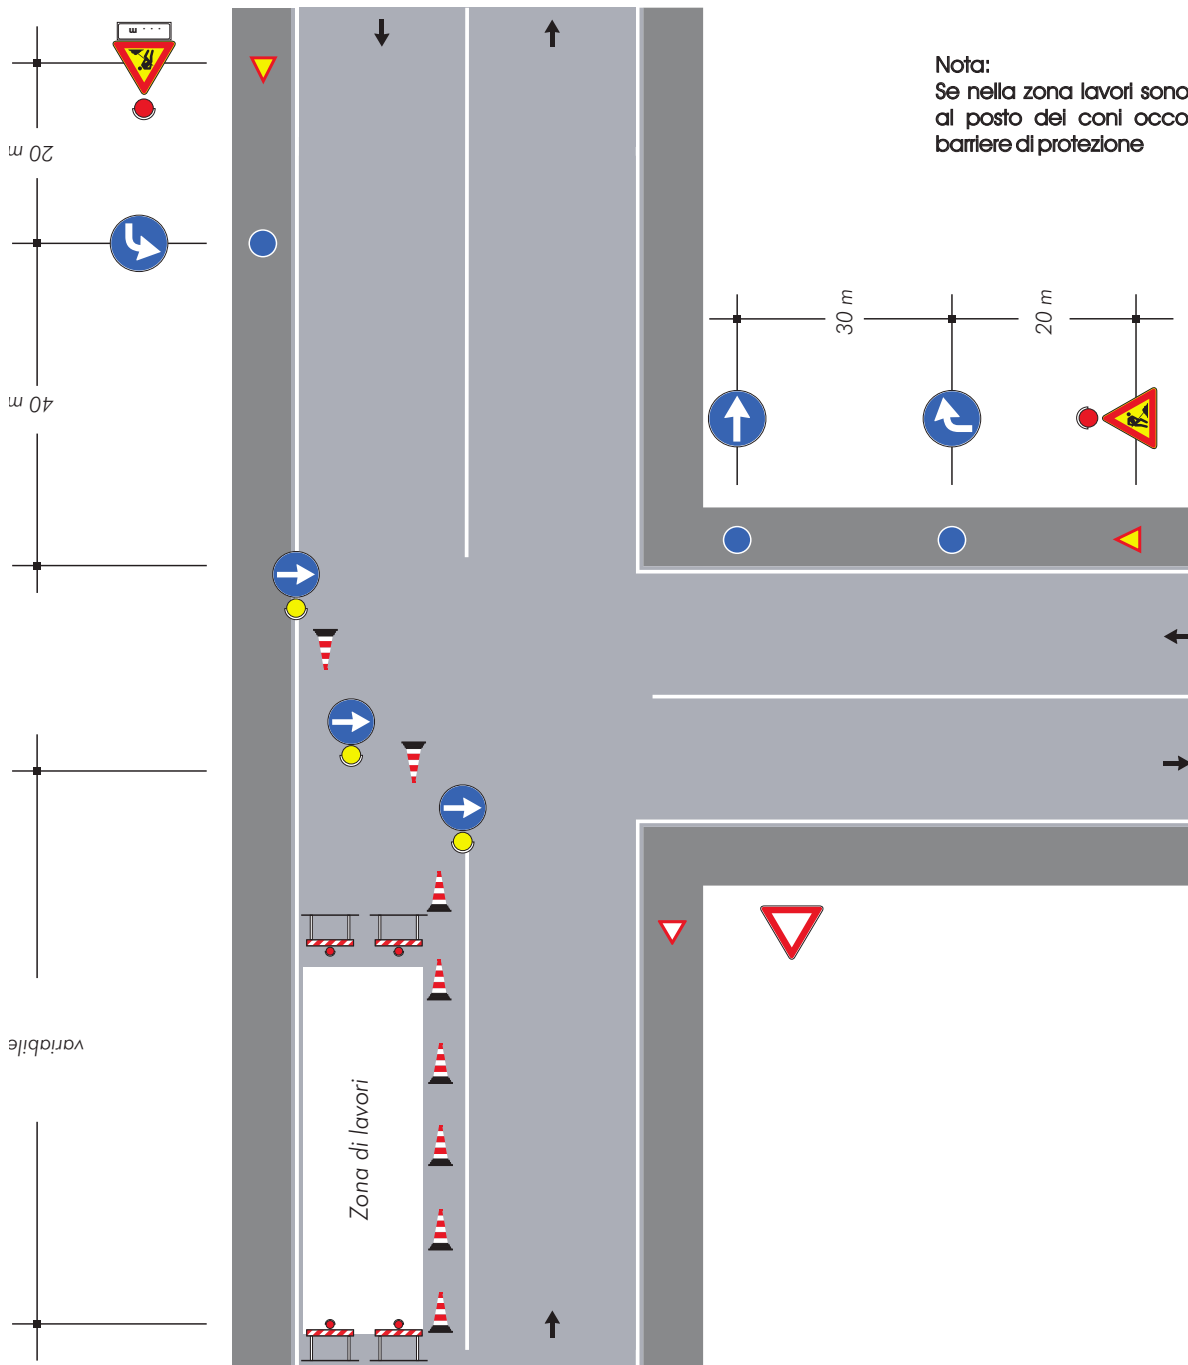 Nota:
Se nella zona lavori sono
al posto dei coni occo
barriere di protezione
20 m
40 m
30 m
20 m
variabile
Zona di lavori